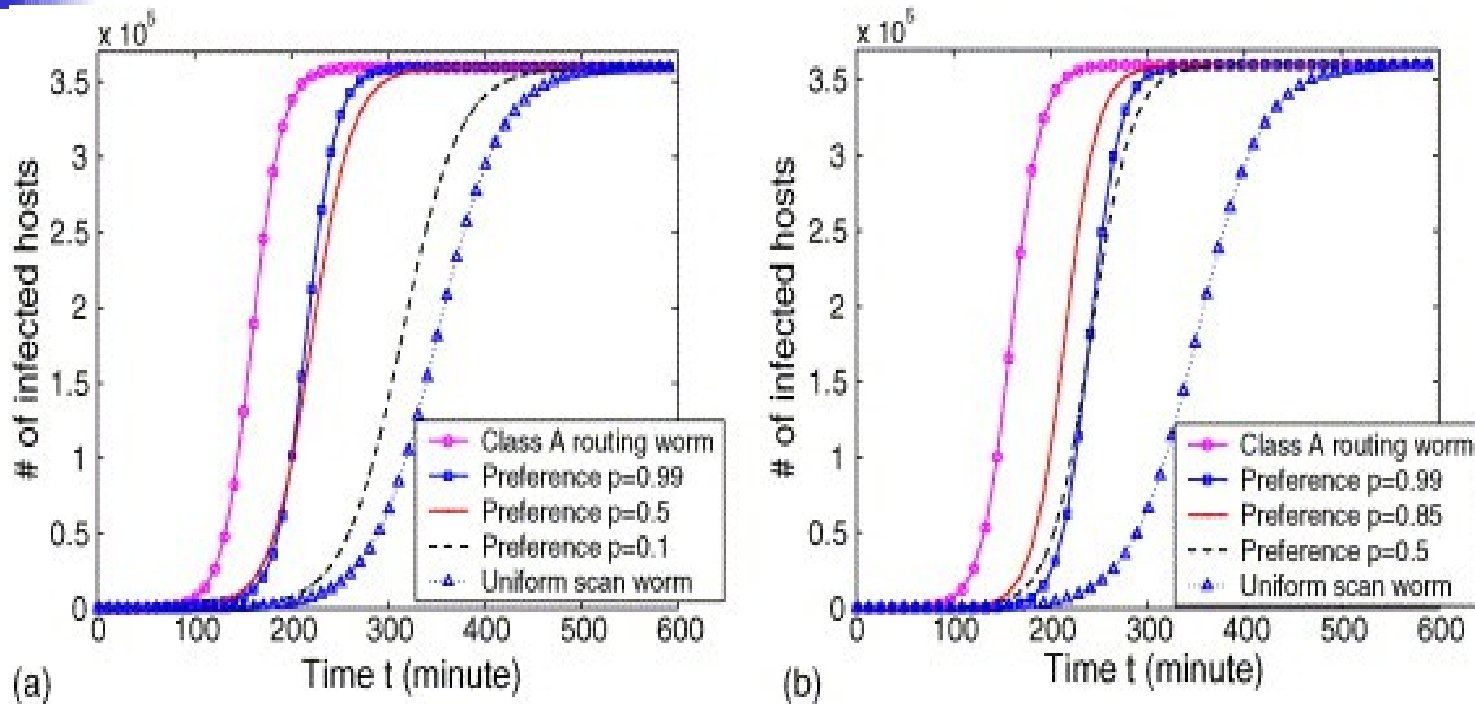 x 10⁵
3.5
3
2.5
2
1.5
1
0.5
0
# of infected hosts
Class A routing worm
Preference p=0.99
Preference p=0.5
Preference p=0.1
Uniform scan worm
0 100 200 300 400 500 600
Time t (minute)
(a)
x 10⁵
3.5
3
2.5
2
1.5
1
0.5
0
# of infected hosts
Class A routing worm
Preference p=0.99
Preference p=0.85
Preference p=0.5
Uniform scan worm
0 100 200 300 400 500 600
Time t (minute)
(b)